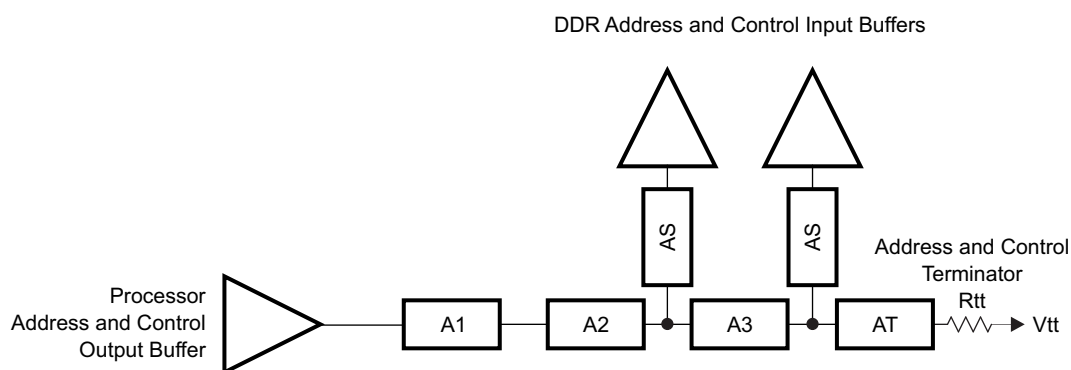 DDR Address and Control Input Buffers
AS
AS
Address and Control
Terminator
Rtt
Processor
Address and Control
Output Buffer
A1
A2
A3
AT
Vtt